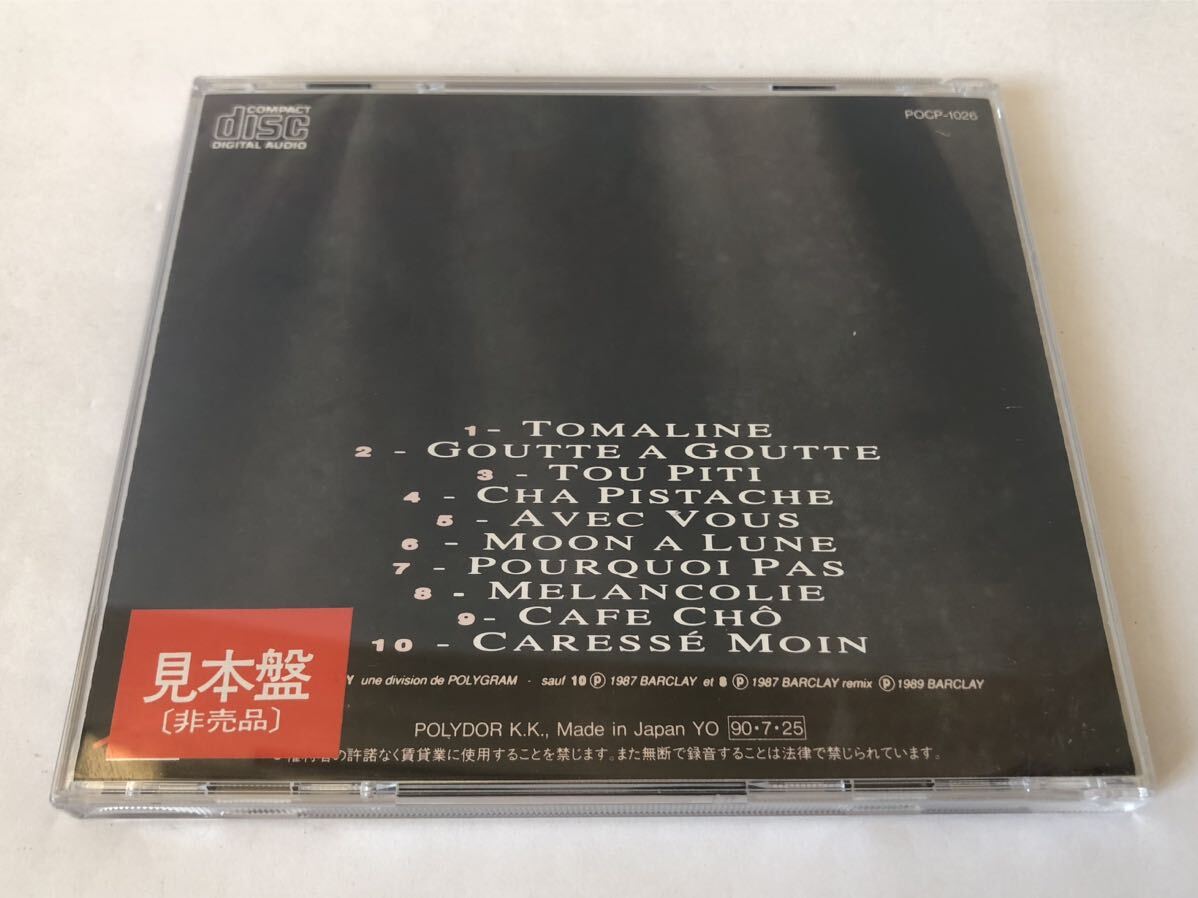 COMPACT
disc
DIGITAL AUDIO
POCP-1026
1 - TOMALINE
2 - GOUTTE A GOUTTE
3 - TOU PITI
4 - CHA PISTACHE
5 - AVEC VOUS
6 - MOON A LUNE
7 - POURQUOI PAS
8 - MELANCOLIE
9 - CAFE CHÔ
10 - CARESSÉ MOIN
une division de POLYGRAM · sauf 10 ℗ 1987 BARCLAY et 8 ℗ 1987 BARCLAY remix ℗ 1989 BARCLAY
見本盤
〔非売品〕
POLYDOR K.K., Made in Japan YO 90・7・25
の許諾なく賃貸業に使用することを禁じます。また無断で録音することは法律で禁じられています。